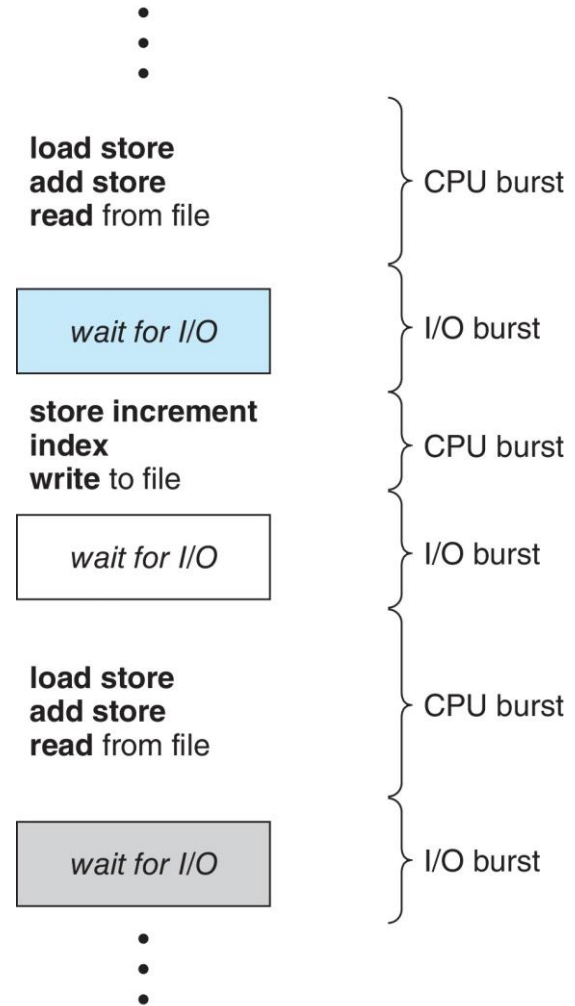 load store
add store
read from file
CPU burst
wait for I/O
I/O burst
store increment
index
write to file
CPU burst
wait for I/O
I/O burst
load store
add store
read from file
CPU burst
wait for I/O
I/O burst